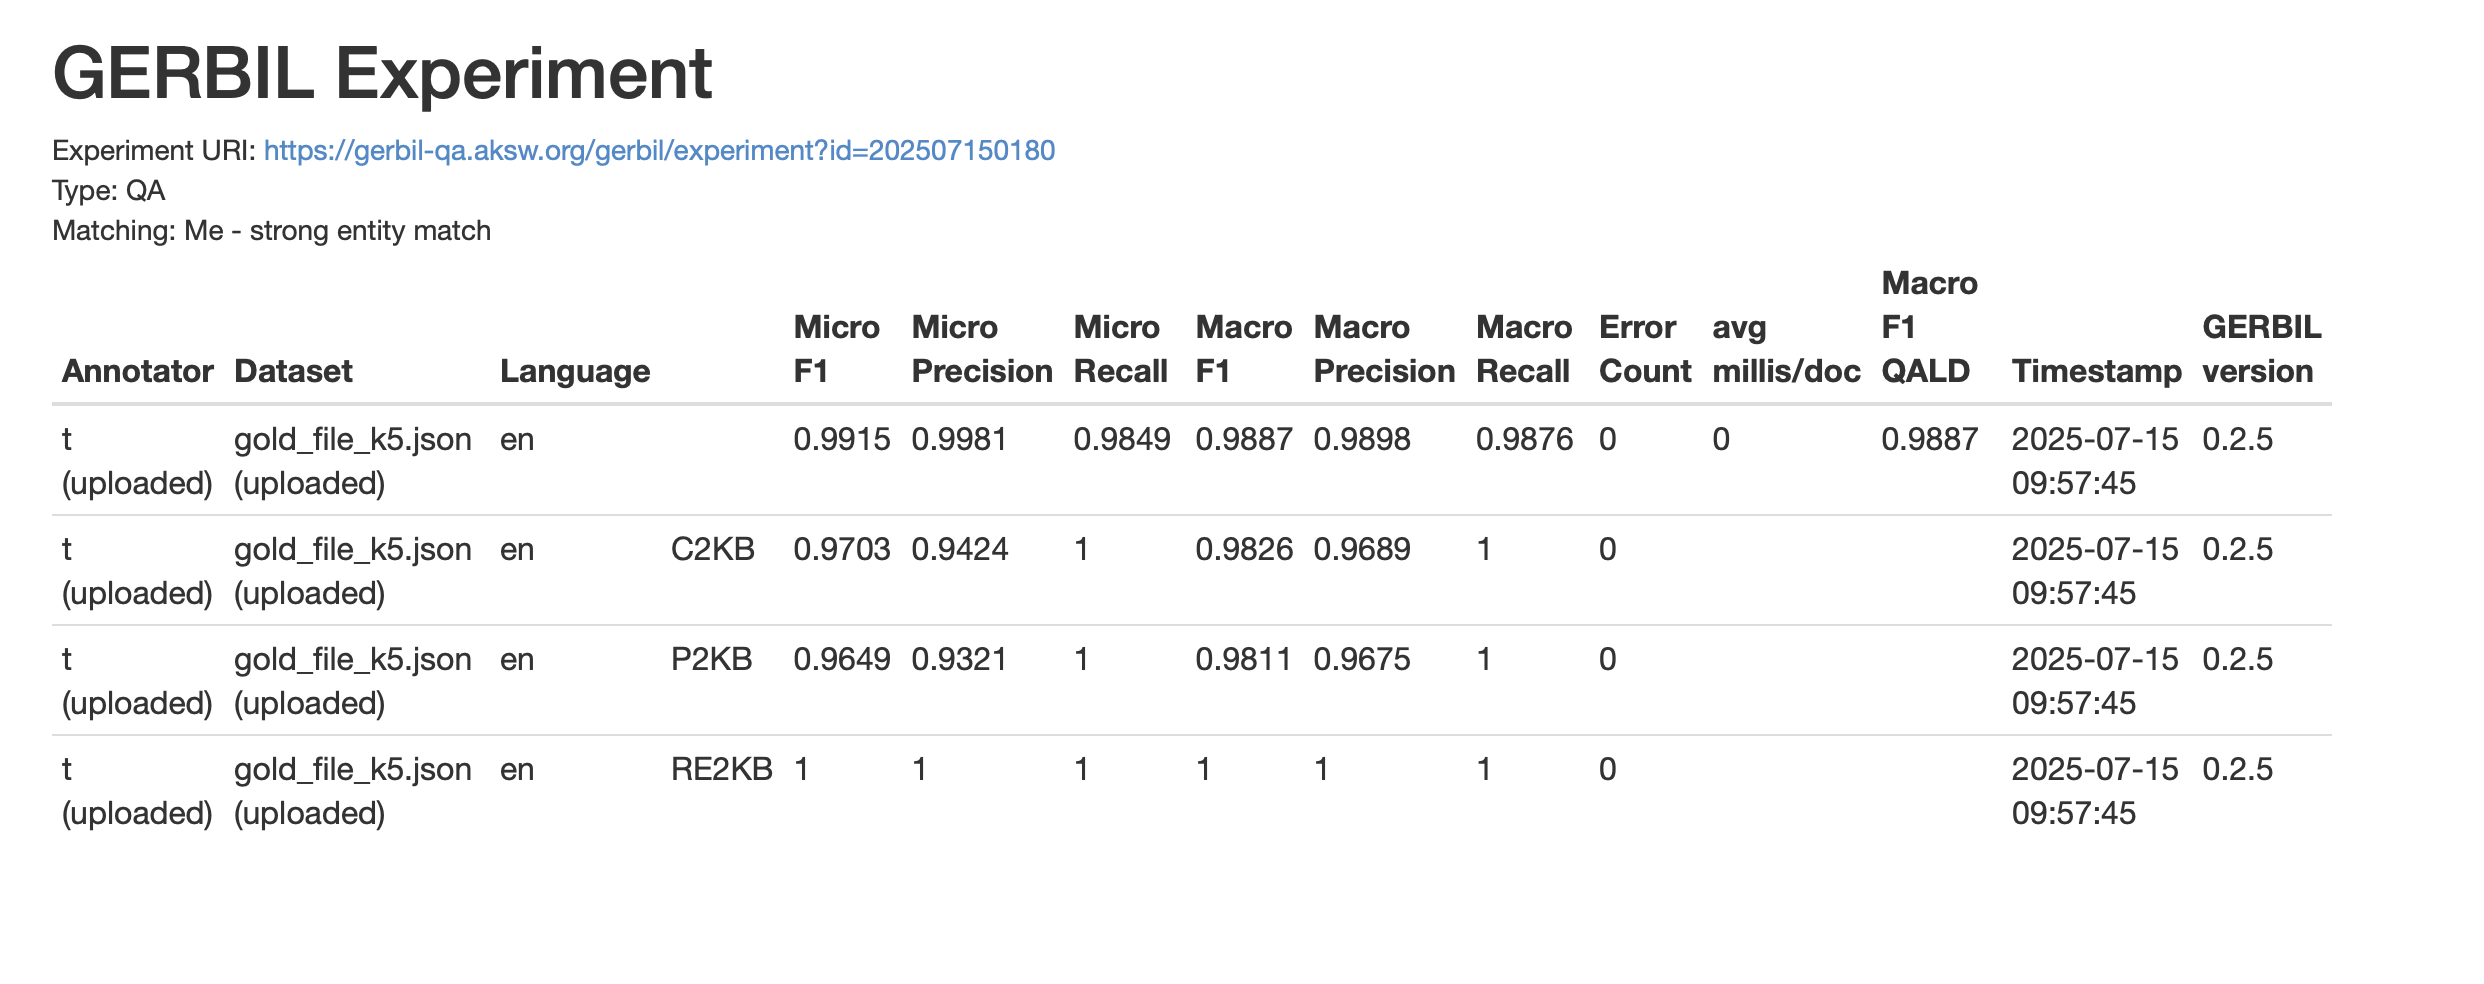 GERBIL Experiment
Experiment URI: https://gerbil-qa.aksw.org/gerbil/experiment?id=202507150180
Type: QA
Matching: Me - strong entity match
Annotator Dataset Language Micro F1 Micro Precision Micro Recall Macro F1 Macro Precision Macro Recall Error Count avg millis/doc Macro F1 QALD Timestamp GERBIL version
t (uploaded) gold_file_k5.json (uploaded) en 0.9915 0.9981 0.9849 0.9887 0.9898 0.9876 0 0 0.9887 2025-07-15 09:57:45 0.2.5
t (uploaded) gold_file_k5.json (uploaded) en C2KB 0.9703 0.9424 1 0.9826 0.9689 1 0 2025-07-15 09:57:45 0.2.5
t (uploaded) gold_file_k5.json (uploaded) en P2KB 0.9649 0.9321 1 0.9811 0.9675 1 0 2025-07-15 09:57:45 0.2.5
t (uploaded) gold_file_k5.json (uploaded) en RE2KB 1 1 1 1 1 1 0 2025-07-15 09:57:45 0.2.5